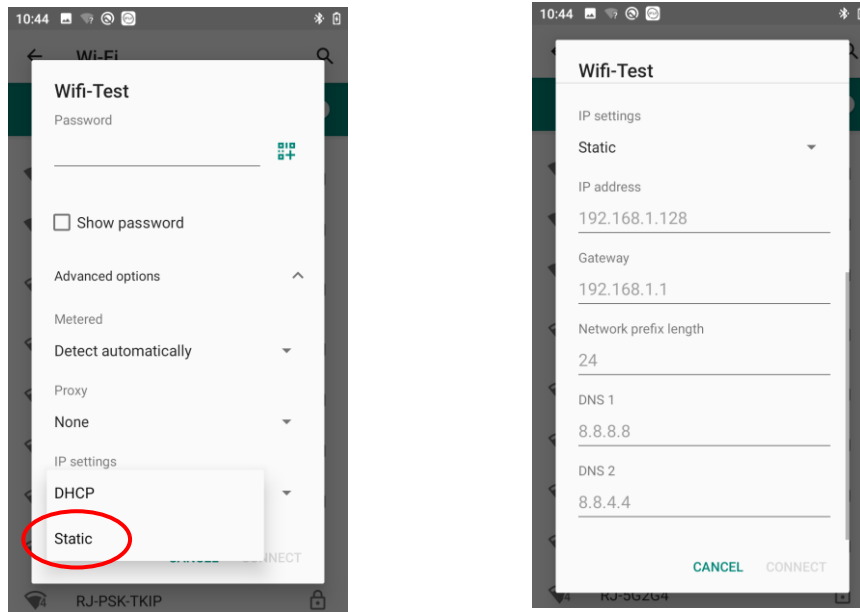 10:44
Wi-Fi
Wifi-Test
Password
Show password
Advanced options
Metered
Detect automatically
Proxy
None
IP settings
DHCP
Static
CANCEL
CONNECT
RJ-PSK-TKIP
10:44
Wifi-Test
IP settings
Static
IP address
192.168.1.128
Gateway
192.168.1.1
Network prefix length
24
DNS 1
8.8.8.8
DNS 2
8.8.4.4
CANCEL CONNECT
RJ-5G2G4